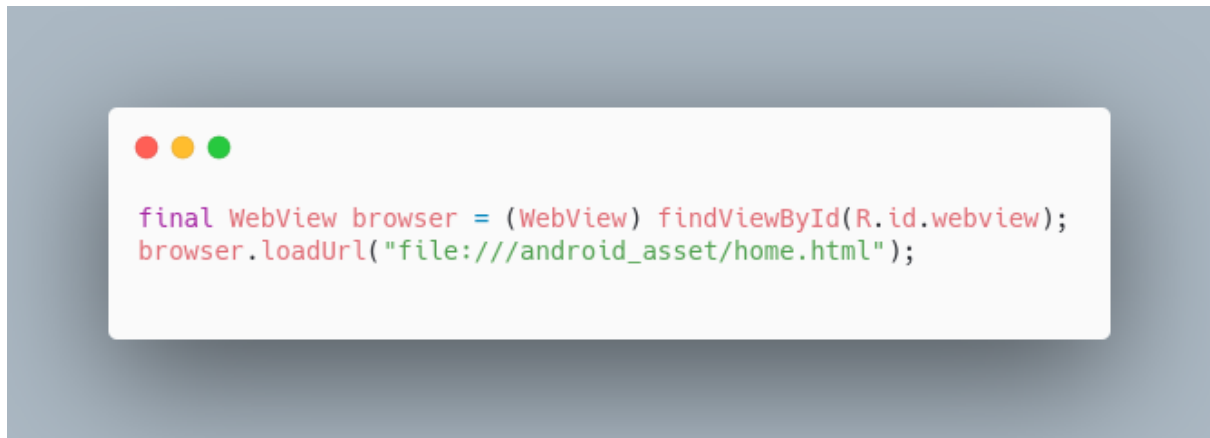 final WebView browser = (WebView) findViewById(R.id.webview);
browser.loadUrl("file:///android_asset/home.html");